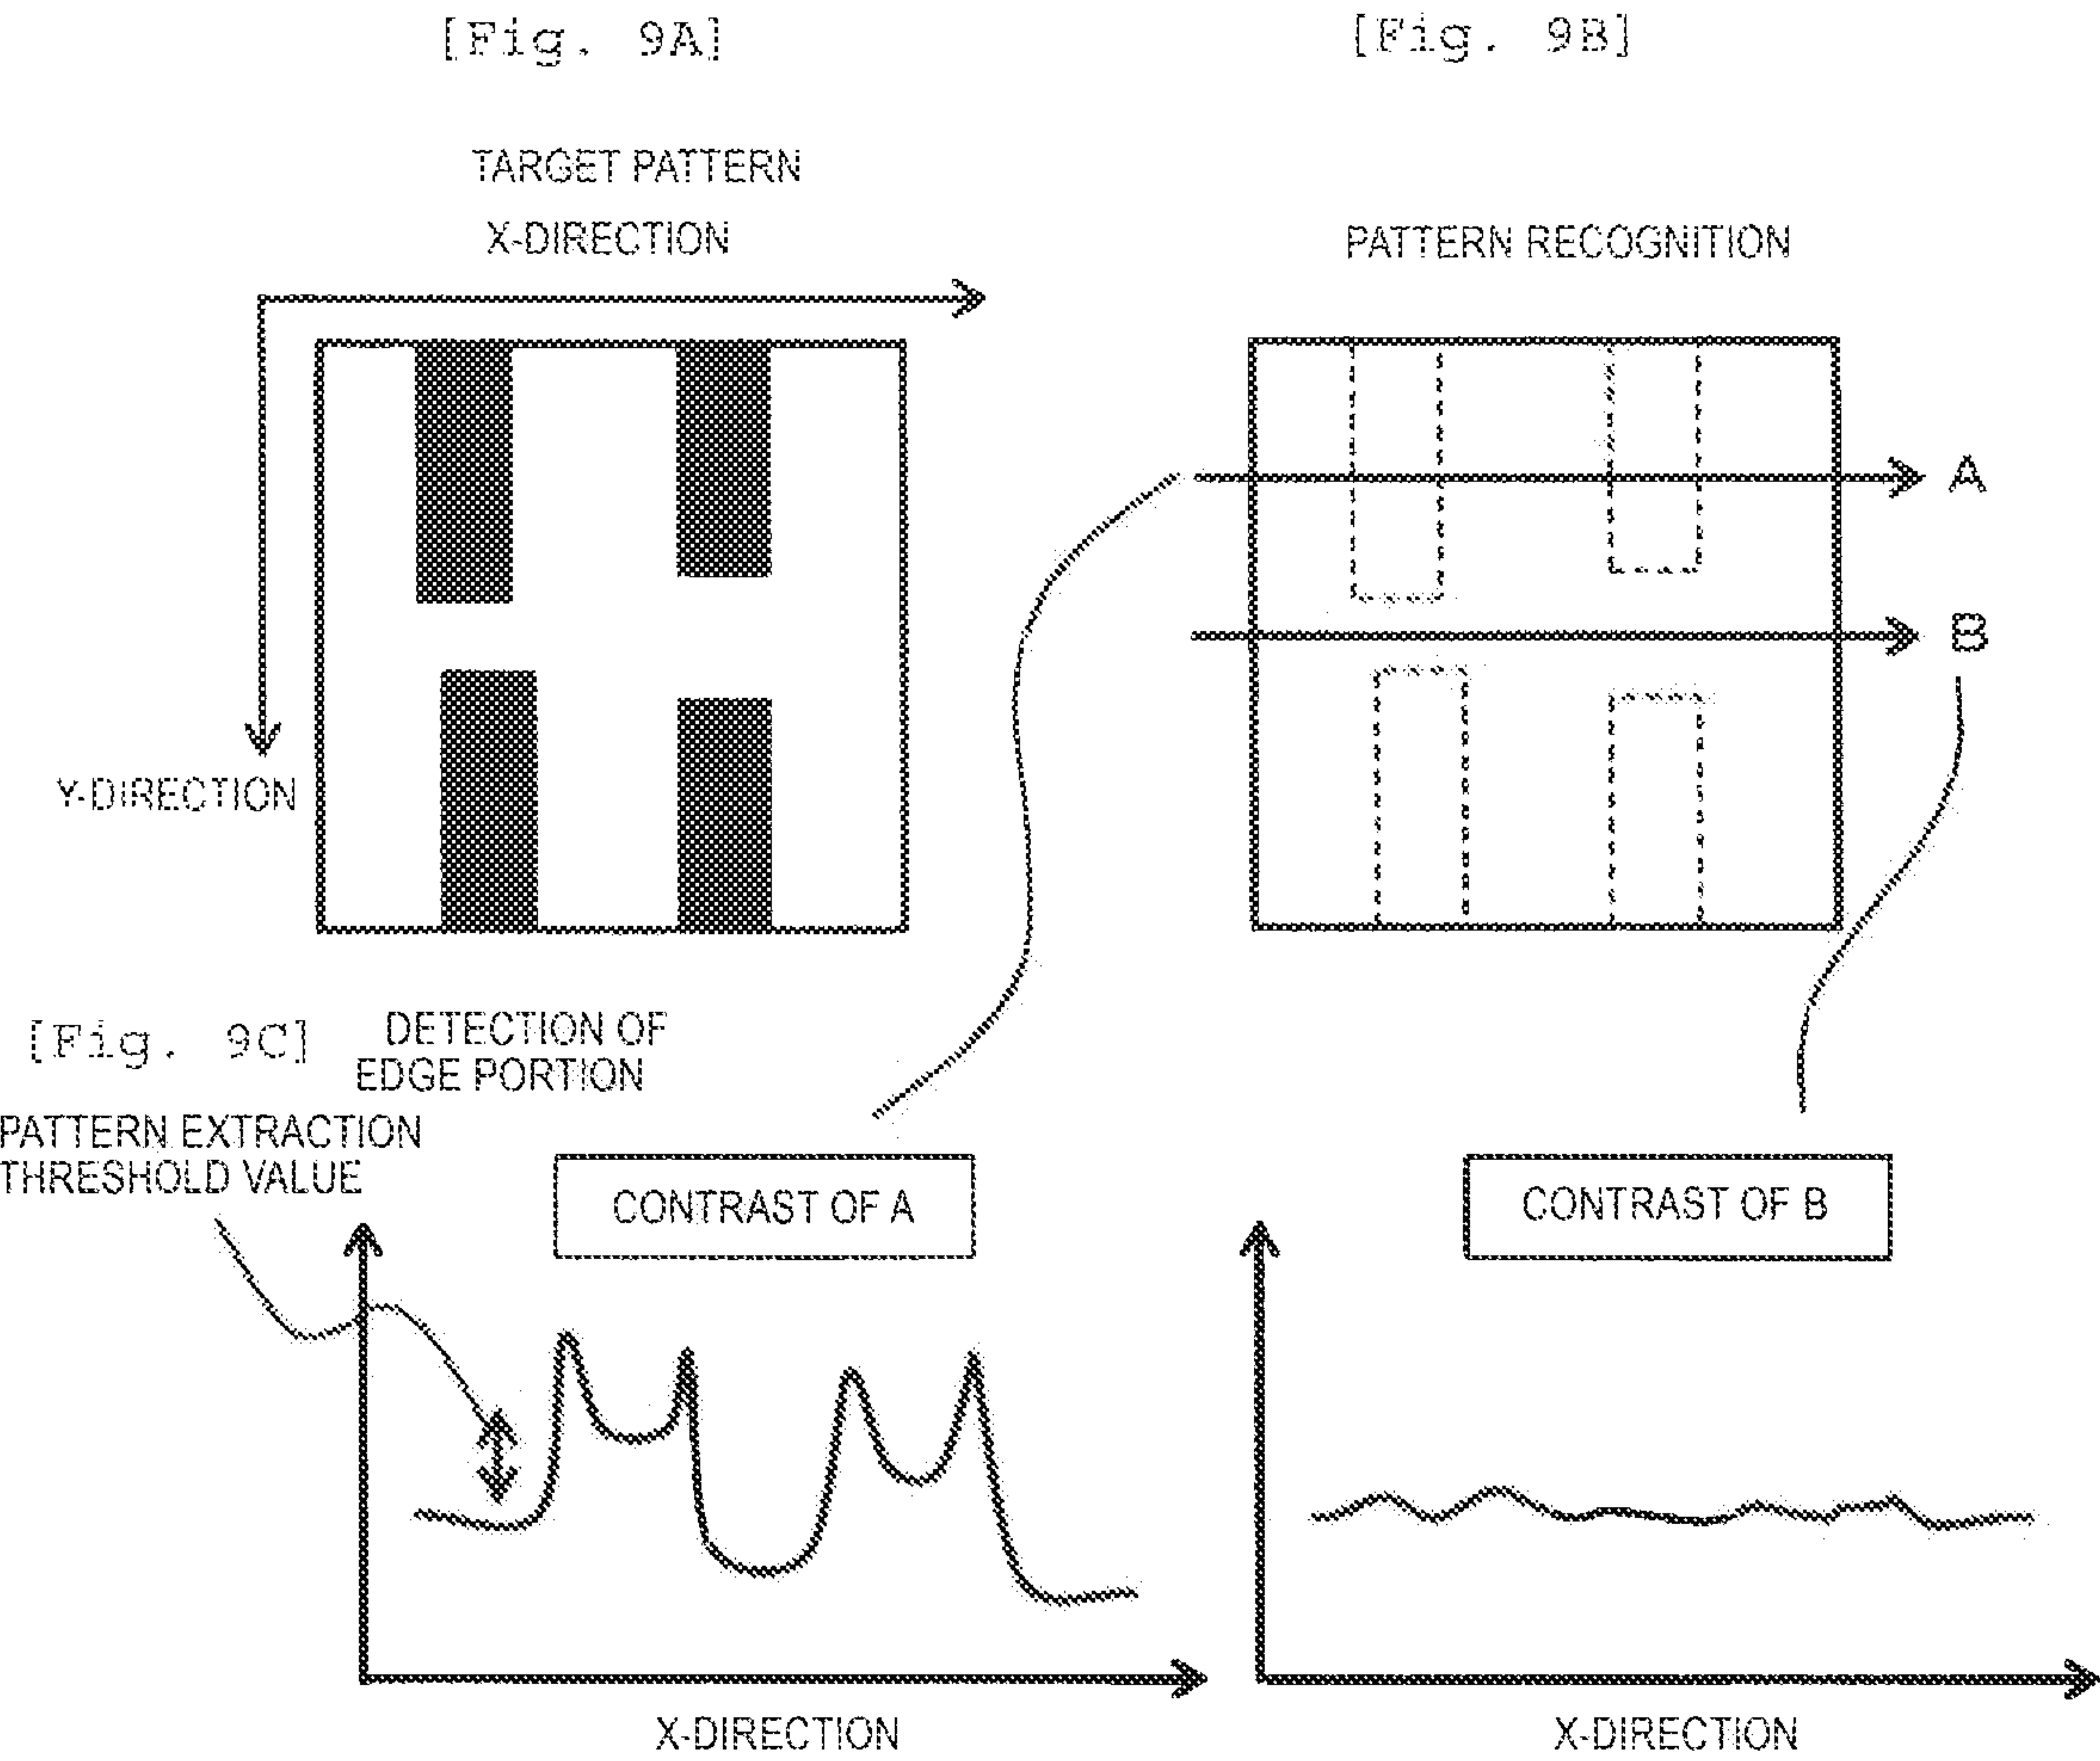 [Fig. 9A]
[Fig. 9B]
TARGET PATTERN
X-DIRECTION
PATTERN RECOGNITION
A
B
Y-DIRECTION
[Fig. 9C]
DETECTION OF
EDGE PORTION
PATTERN EXTRACTION
THRESHOLD VALUE
CONTRAST OF A
CONTRAST OF B
X-DIRECTION
X-DIRECTION